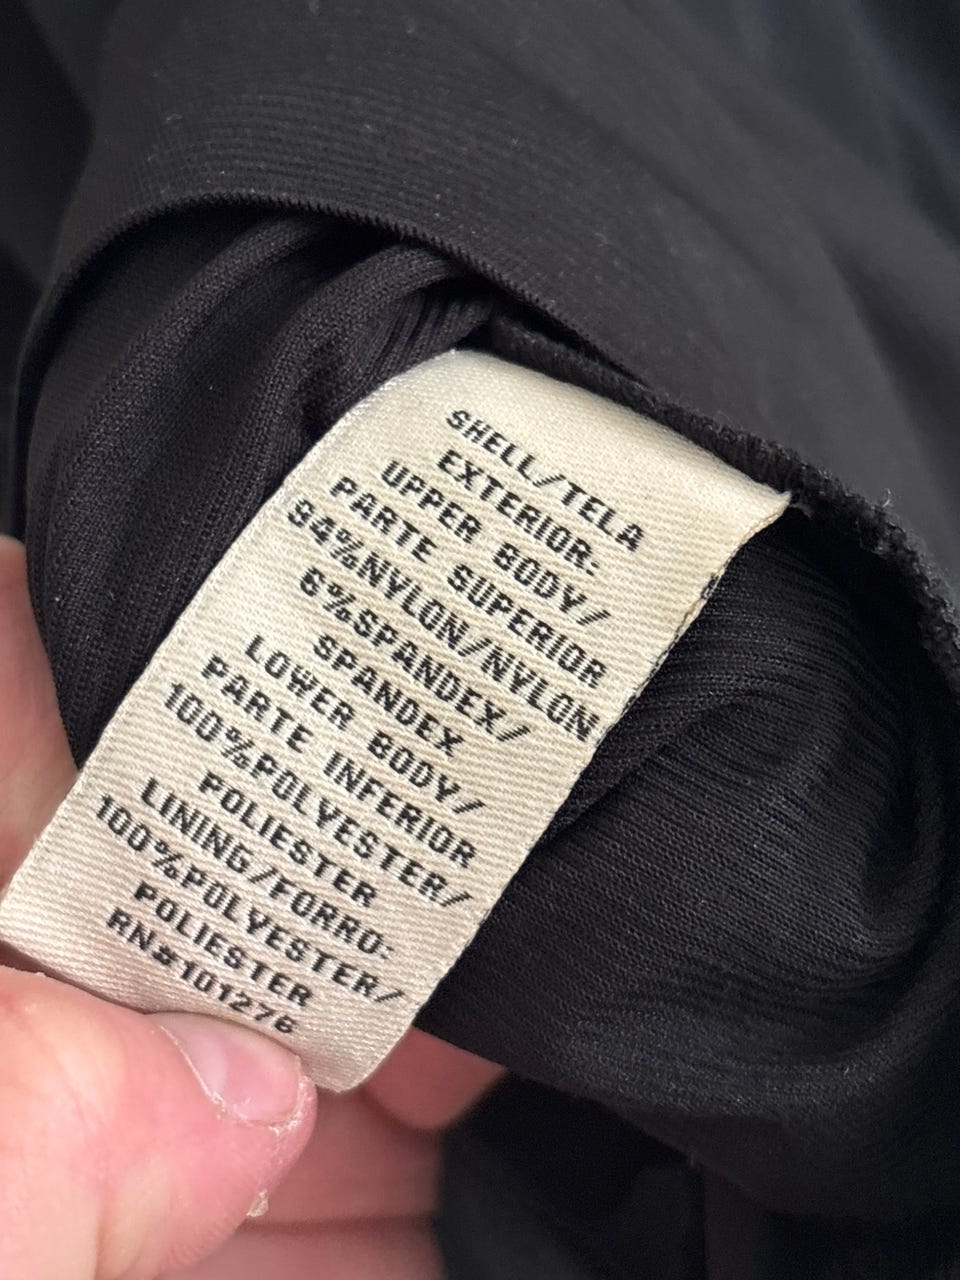 SHELL/TELA
EXTERIOR:
UPPER BODY/
PARTE SUPERIOR
94%NYLON/NYLON
6%SPANDEX/
SPANDEX
LOWER BODY/
PARTE INFERIOR
100%POLYESTER/
POLIESTER
LINING/FORRO:
100%POLYESTER/
POLIESTER
RN#101276